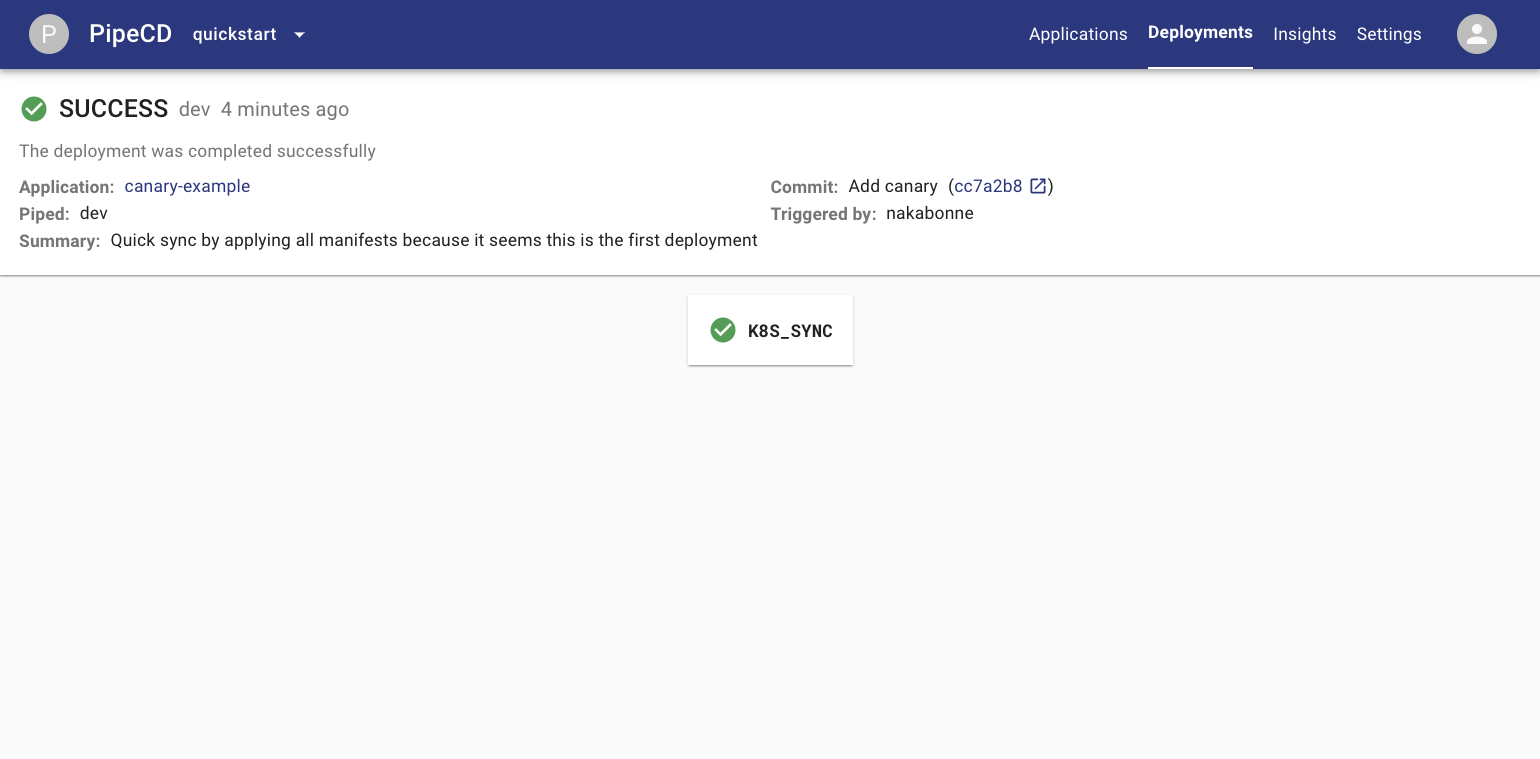 P PipeCD quickstart Applications Deployments Insights Settings
SUCCESS dev 4 minutes ago
The deployment was completed successfully
Application: canary-example Commit: Add canary (cc7a2b8)
Piped: dev Triggered by: nakabonne
Summary: Quick sync by applying all manifests because it seems this is the first deployment
K8S_SYNC